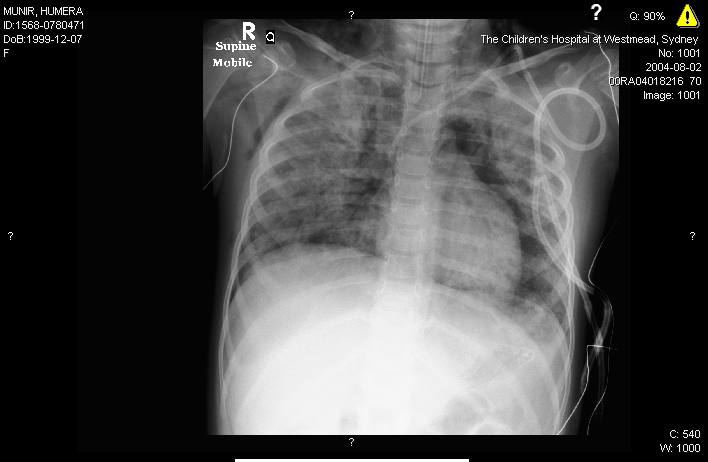 MUNIR, HUMERA
ID:1568-0780471
DoB:1999-12-07
F
?
?
Q: 90%
The Children's Hospital at Westmead, Sydney
No: 1001
2004-08-02
00RA04018216 70
Image: 1001
R
Q
Supine
Mobile
?
?
?
C: 540
W: 1000